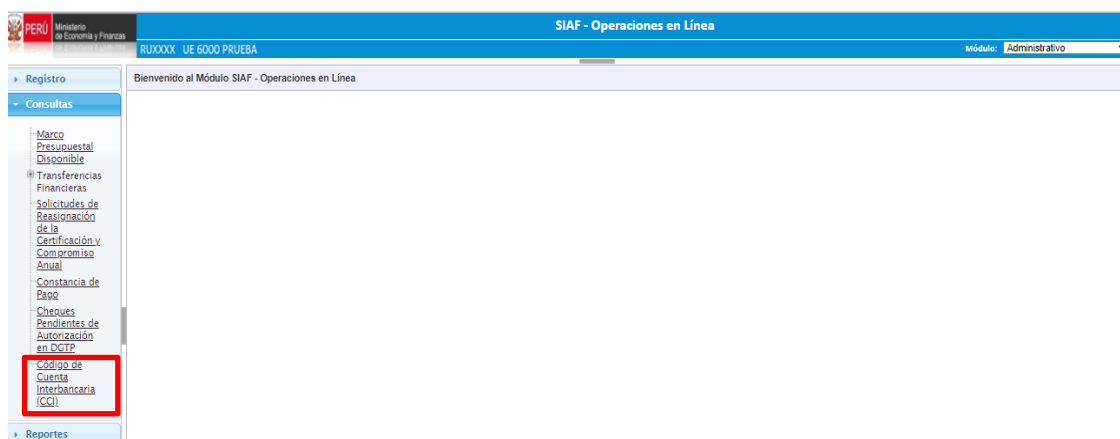 PERÚ
Ministerio
de Economía y Finanzas
SIAF - Operaciones en Línea
RUXXXX UE 6000 PRUEBA
Módulo: Administrativo
Registro
Bienvenido al Módulo SIAF - Operaciones en Línea
Consultas
Marco
Presupuestal
Disponible
Transferencias
Financieras
Solicitudes de
Reasignación
de la
Certificación y
Compromiso
Anual
Constancia de
Pago
Cheques
Pendientes de
Autorización
en DGTP
Código de
Cuenta
Interbancaria
(CCI)
Reportes